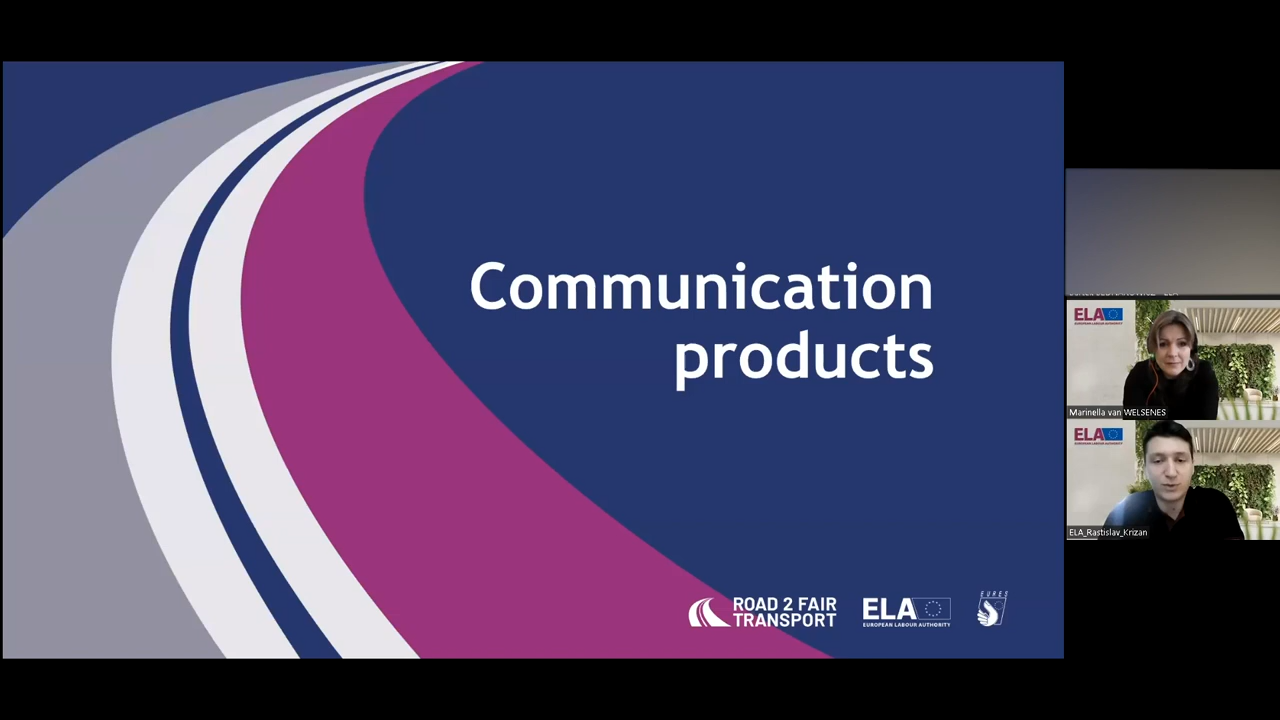 Communication
products
ROAD 2 FAIR
TRANSPORT
ELA
EUROPEAN LABOUR AUTHORITY
EURES
ELA
EUROPEAN LABOUR AUTHORITY
Marinella van WELSENES
ELA
EUROPEAN LABOUR AUTHORITY
ELA_Rastislav_Krizan